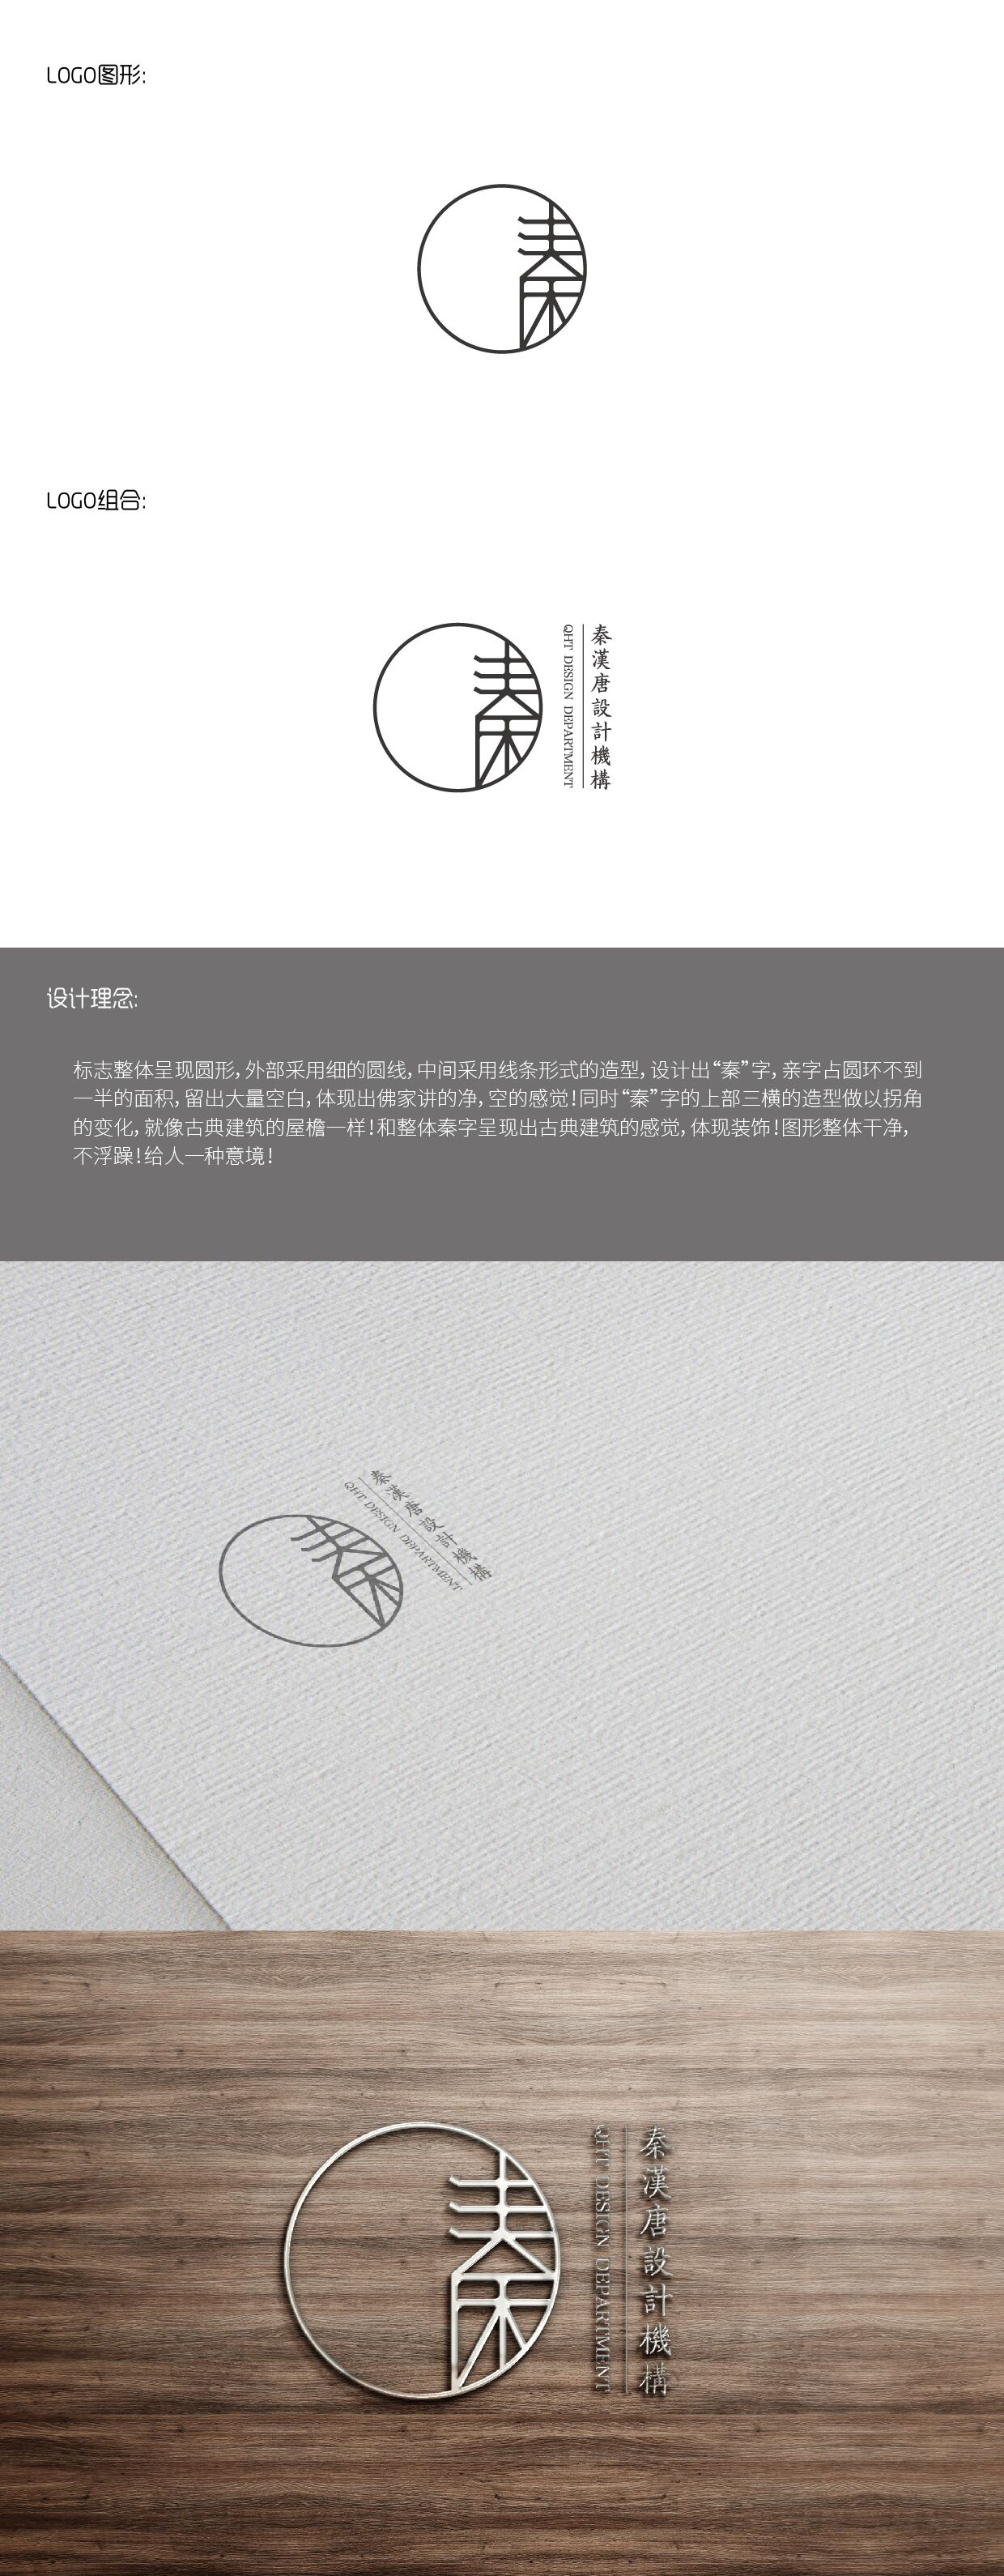 LOGO图形:
秦
LOGO组合:
秦
秦漢唐設計機構
QHT DESIGN DEPARTMENT
设计理念:
标志整体呈现圆形,外部采用细的圆线,中间采用线条形式的造型,设计出“秦”字,亲字占圆环不到
一半的面积,留出大量空白,体现出佛家讲的净,空的感觉!同时“秦”字的上部三横的造型做以拐角
的变化,就像古典建筑的屋檐一样!和整体秦字呈现出古典建筑的感觉,体现装饰!图形整体干净,
不浮躁!给人一种意境!
秦
秦漢唐設計機構
QHT DESIGN DEPARTMENT
秦
秦漢唐設計機構
QHT DESIGN DEPARTMENT